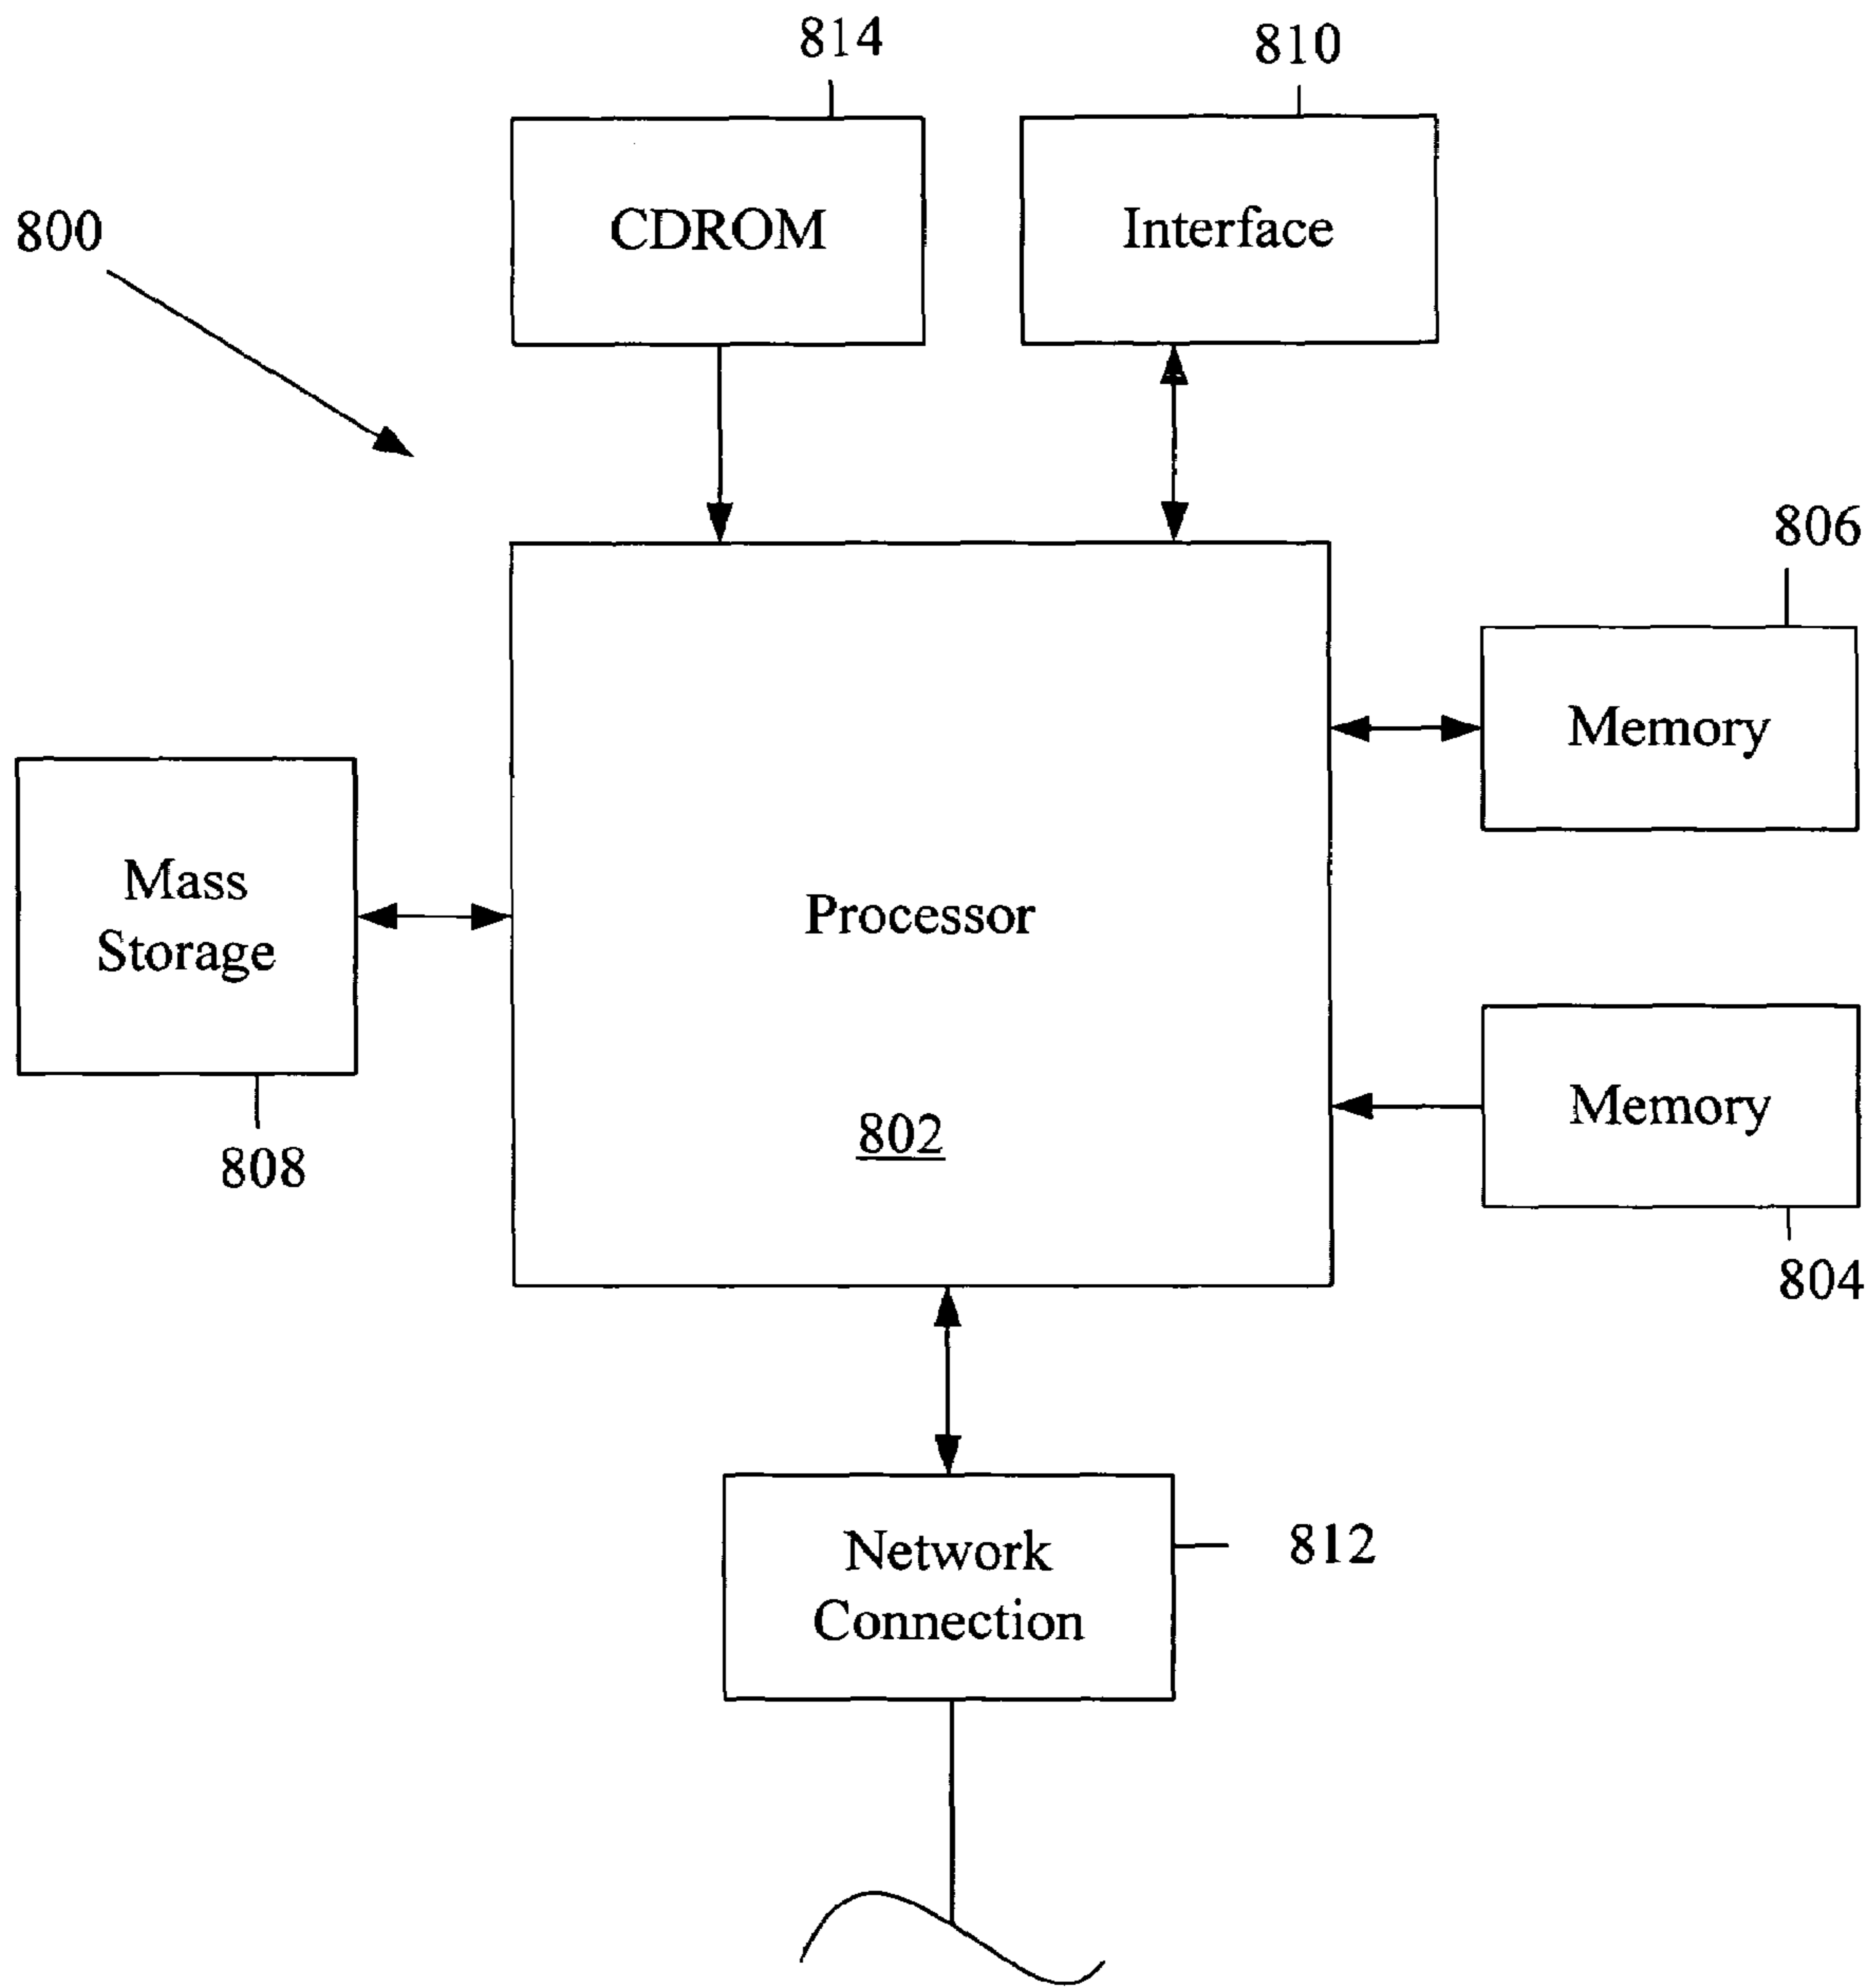 814
810
800
CDROM
Interface
806
Memory
Mass
Storage
Processor
Memory
802
808
804
Network
Connection
812